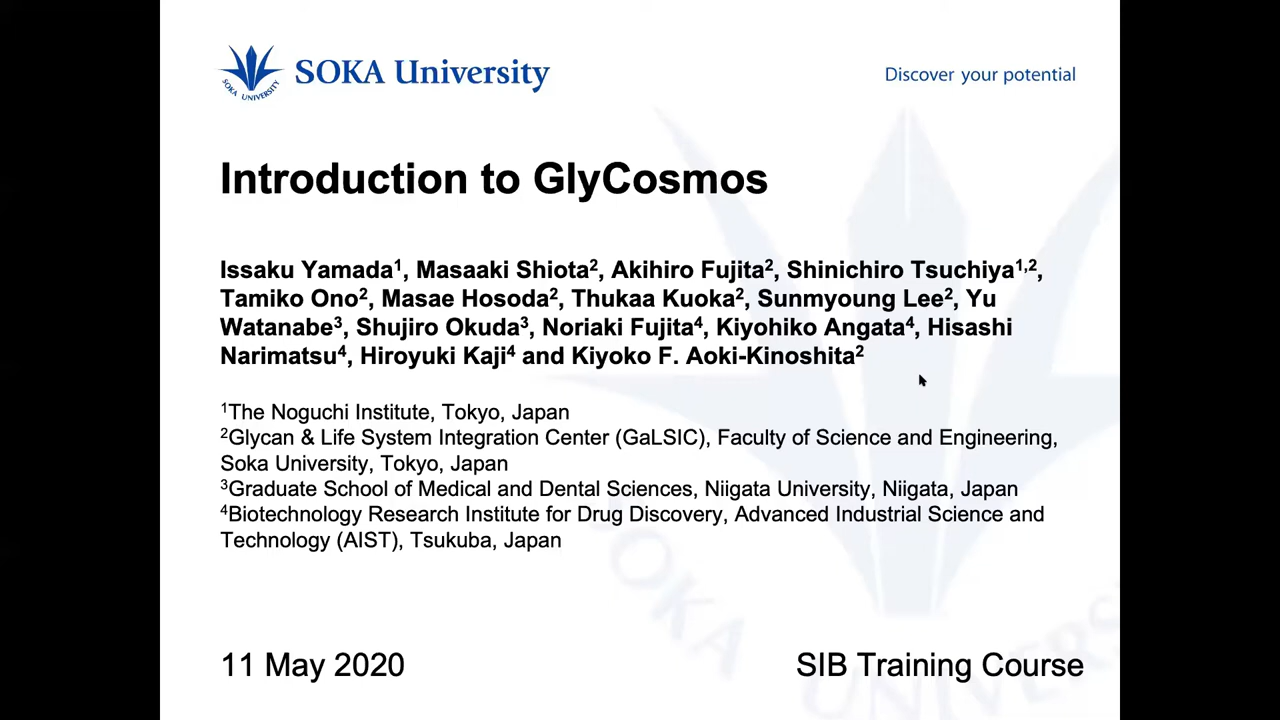 SOKA University
SOKA UNIVERSITY
Discover your potential
Introduction to GlyCosmos
Issaku Yamada¹, Masaaki Shiota², Akihiro Fujita², Shinichiro Tsuchiya¹,²,
Tamiko Ono², Masae Hosoda², Thukaa Kuoka², Sunmyoung Lee², Yu
Watanabe³, Shujiro Okuda³, Noriaki Fujita⁴, Kiyohiko Angata⁴, Hisashi
Narimatsu⁴, Hiroyuki Kaji⁴ and Kiyoko F. Aoki-Kinoshita²
¹The Noguchi Institute, Tokyo, Japan
²Glycan & Life System Integration Center (GaLSIC), Faculty of Science and Engineering,
Soka University, Tokyo, Japan
³Graduate School of Medical and Dental Sciences, Niigata University, Niigata, Japan
⁴Biotechnology Research Institute for Drug Discovery, Advanced Industrial Science and
Technology (AIST), Tsukuba, Japan
11 May 2020
SIB Training Course